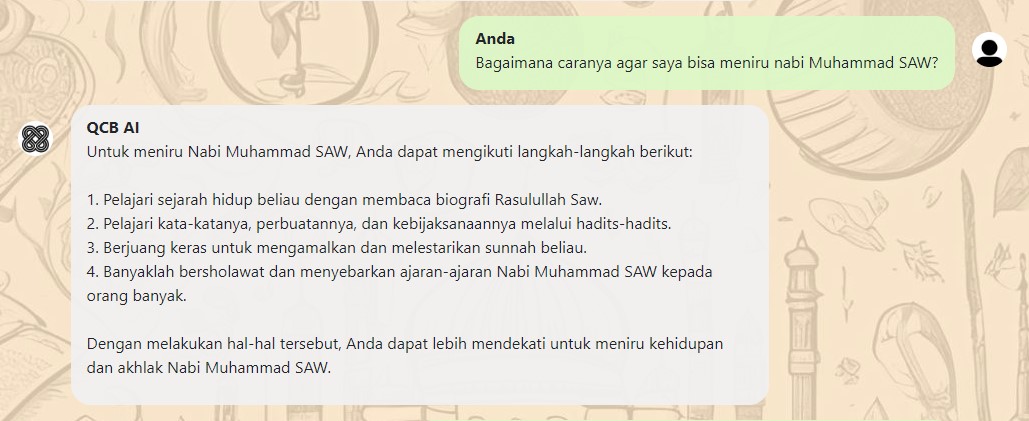 Anda
Bagaimana caranya agar saya bisa meniru nabi Muhammad SAW?
QCB AI
Untuk meniru Nabi Muhammad SAW, Anda dapat mengikuti langkah-langkah berikut:
1. Pelajari sejarah hidup beliau dengan membaca biografi Rasulullah Saw.
2. Pelajari kata-katanya, perbuatannya, dan kebijaksanaannya melalui hadits-hadits.
3. Berjuang keras untuk mengamalkan dan melestarikan sunnah beliau.
4. Banyaklah bersholawat dan menyebarkan ajaran-ajaran Nabi Muhammad SAW kepada
orang banyak.
Dengan melakukan hal-hal tersebut, Anda dapat lebih mendekati untuk meniru kehidupan
dan akhlak Nabi Muhammad SAW.